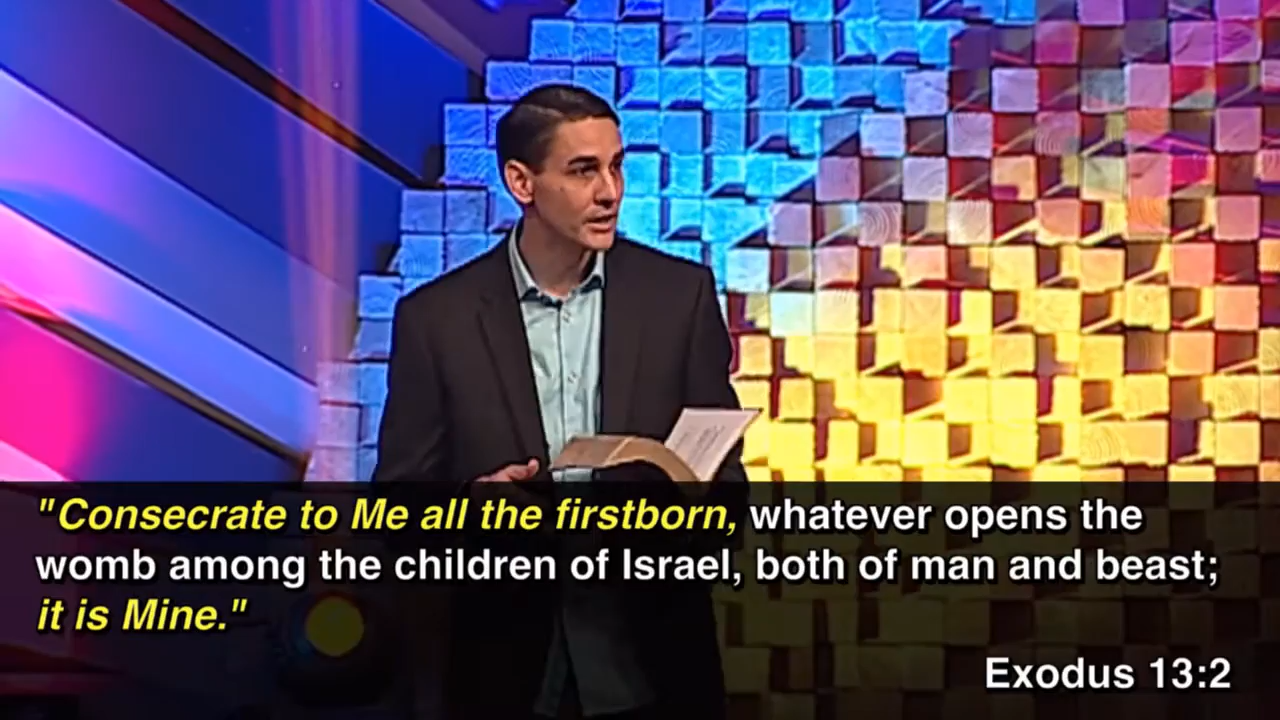 "Consecrate to Me all the firstborn, whatever opens the
womb among the children of Israel, both of man and beast;
it is Mine."
Exodus 13:2